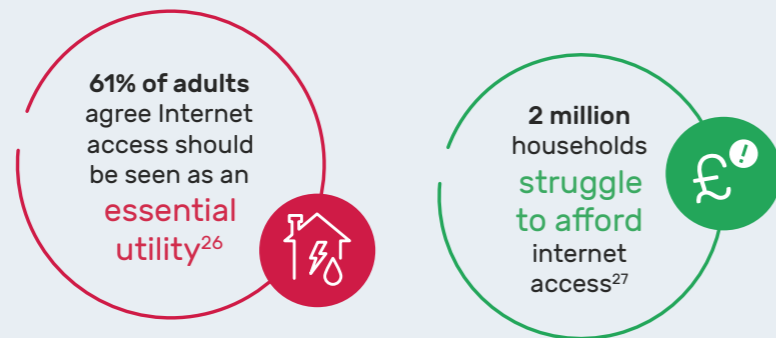 61% of adults
agree Internet
access should
be seen as an
essential
utility²⁶
2 million
households
struggle
to afford
internet
access²⁷
£!